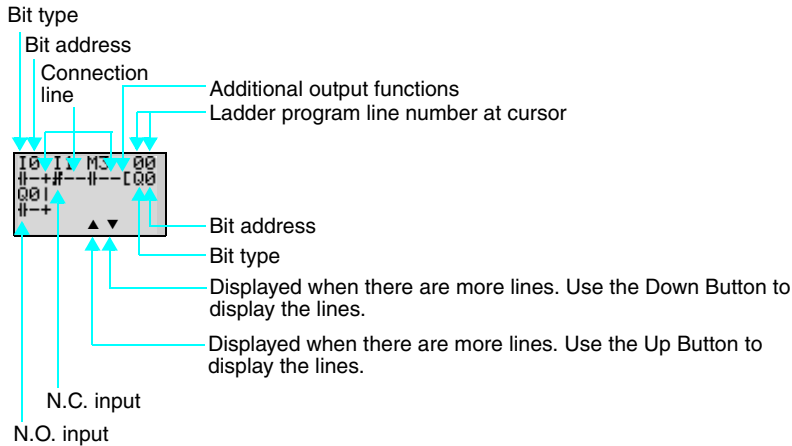 Bit type
Bit address
Connection
line
Additional output functions
Ladder program line number at cursor
I0 I1 M3 00
Q0
Q0
Bit address
Bit type
Displayed when there are more lines. Use the Down Button to
display the lines.
Displayed when there are more lines. Use the Up Button to
display the lines.
N.C. input
N.O. input